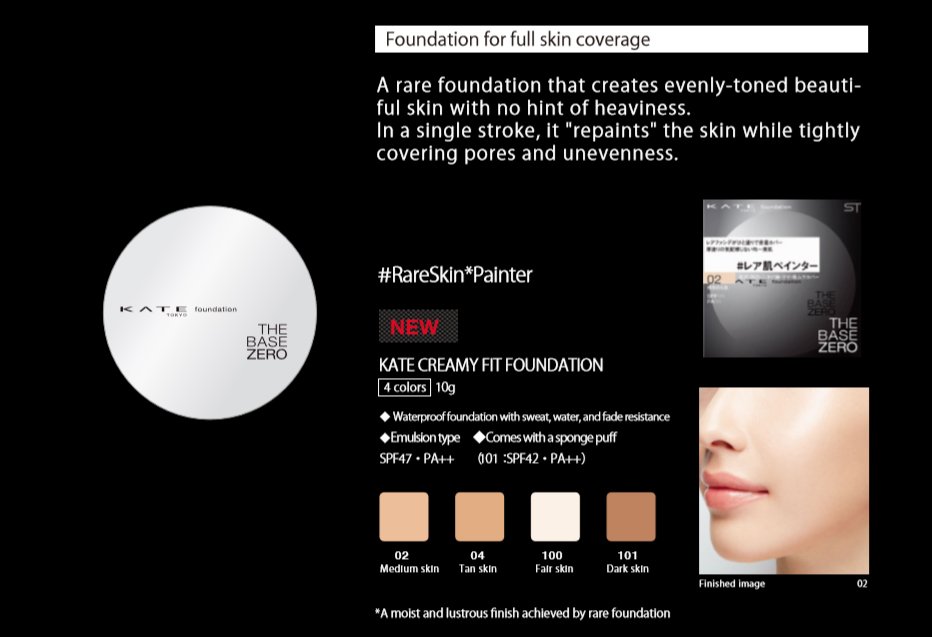 Foundation for full skin coverage
A rare foundation that creates evenly-toned beauti-
ful skin with no hint of heaviness.
In a single stroke, it "repaints" the skin while tightly
covering pores and unevenness.
KATE foundation
TOKYO
THE
BASE
ZERO
KATE foundation ST
TOKYO
#レア肌ペインター
02
KATE foundation
THE
BASE
ZERO
THE
BASE
ZERO
#RareSkin*Painter
NEW
KATE CREAMY FIT FOUNDATION
4 colors 10g
◆ Waterproof foundation with sweat, water, and fade resistance
◆Emulsion type ◆Comes with a sponge puff
SPF47・PA++ (101 :SPF42・PA++)
02 04 100 101
Medium skin Tan skin Fair skin Dark skin
Finished image 02
*A moist and lustrous finish achieved by rare foundation